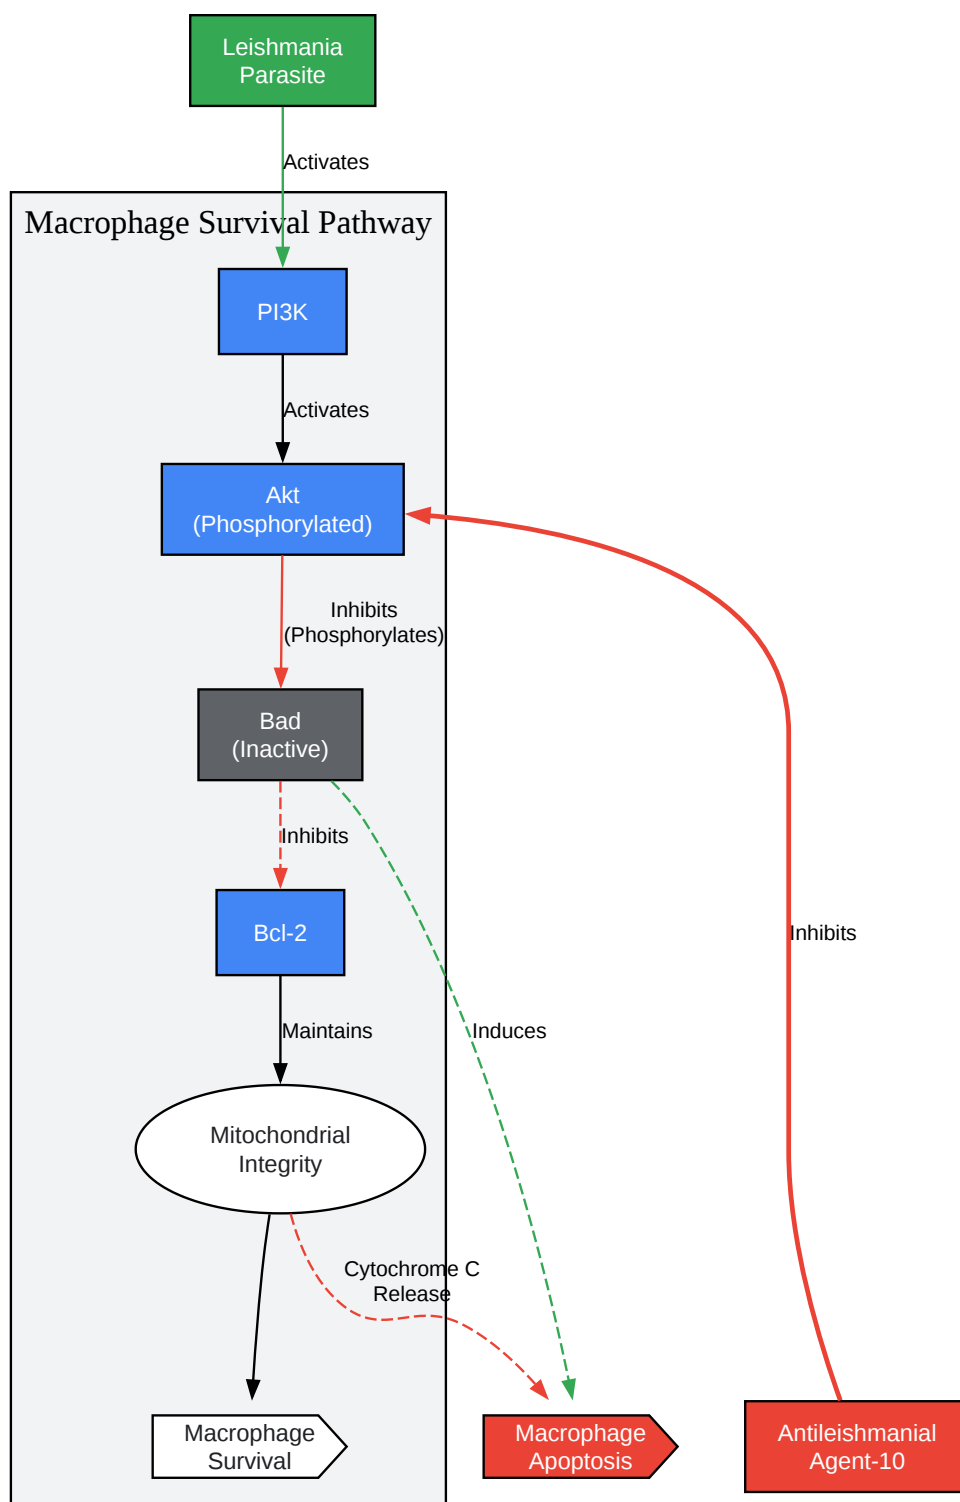 Leishmania
Parasite
Activates
Macrophage Survival Pathway
PI3K
Activates
Akt
(Phosphorylated)
Inhibits
(Phosphorylates)
Bad
(Inactive)
Inhibits
Bcl-2
Inhibits
Maintains
Induces
Mitochondrial
Integrity
Cytochrome C
Release
Macrophage
Survival
Macrophage
Apoptosis
Antileishmanial
Agent-10